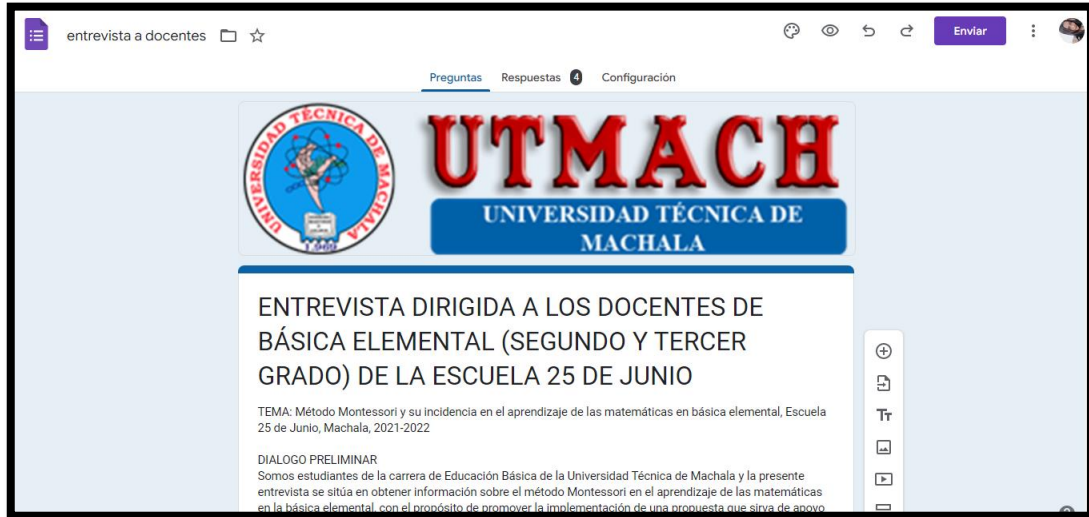 entrevista a docentes
Enviar
Preguntas Respuestas 4 Configuración
UNIVERSIDAD TÉCNICA DE MACHALA
1.969
UTMACH
UNIVERSIDAD TÉCNICA DE
MACHALA
ENTREVISTA DIRIGIDA A LOS DOCENTES DE
BÁSICA ELEMENTAL (SEGUNDO Y TERCER
GRADO) DE LA ESCUELA 25 DE JUNIO
TEMA: Método Montessori y su incidencia en el aprendizaje de las matemáticas en básica elemental, Escuela
25 de Junio, Machala, 2021-2022
DIALOGO PRELIMINAR
Somos estudiantes de la carrera de Educación Básica de la Universidad Técnica de Machala y la presente
entrevista se sitúa en obtener información sobre el método Montessori en el aprendizaje de las matemáticas
en la básica elemental, con el propósito de promover la implementación de una propuesta que sirva de apoyo
Tт